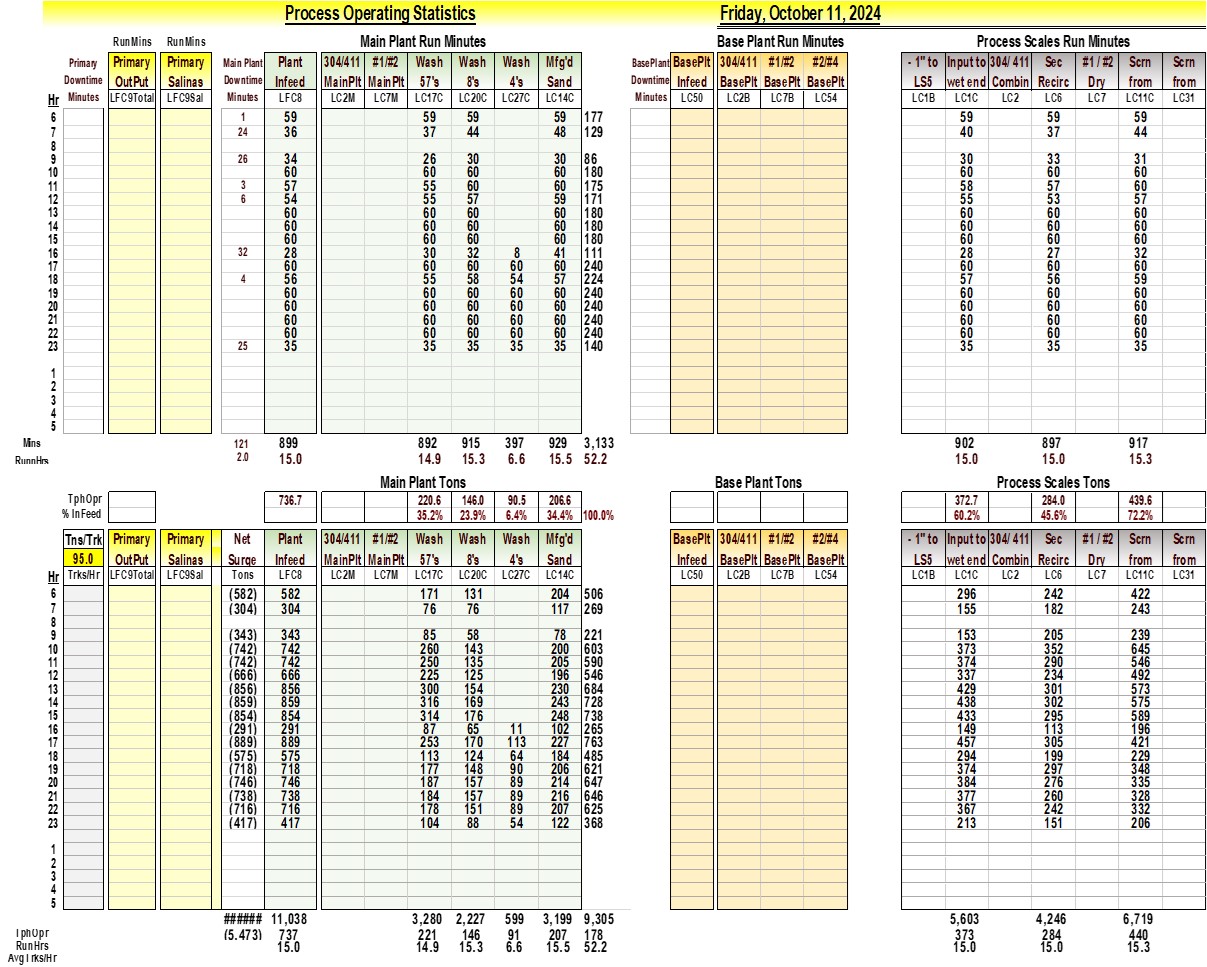 Process Operating Statistics Friday, October 11, 2024
RunMins RunMins Main Plant Run Minutes Base Plant Run Minutes Process Scales Run Minutes
Primary Primary Primary Main Plant Plant 304/411 #1/#2 Wash Wash Wash Mfg'd BasePlant BasePlt 304/411 #1/#2 #2/#4 - 1" to Input to 304/ 411 Sec #1 / #2 Scrn Scrn
Downtime OutPut Salinas Downtime Infeed MainPlt MainPlt 57's 8's 4's Sand Downtime Infeed BasePlt BasePlt BasePlt LS5 wet end Combin Recirc Dry from from
Hr Minutes LFC9Total LFC9Sal Minutes LFC8 LC2M LC7M LC17C LC20C LC27C LC14C Minutes LC50 LC2B LC7B LC54 LC1B LC1C LC2 LC6 LC7 LC11C LC31
6 1 59 59 59 59 177 59 59 59
7 24 36 37 44 48 129 40 37 44
8
9 26 34 26 30 30 86 30 33 31
10 60 60 60 60 180 60 60 60
11 3 57 55 60 60 175 58 57 60
12 6 54 55 57 59 171 55 53 57
13 60 60 60 60 180 60 60 60
14 60 60 60 60 180 60 60 60
15 60 60 60 60 180 60 60 60
16 32 28 30 32 8 41 111 28 27 32
17 60 60 60 60 60 240 60 60 60
18 4 56 55 58 54 57 224 57 56 59
19 60 60 60 60 60 240 60 60 60
20 60 60 60 60 60 240 60 60 60
21 60 60 60 60 60 240 60 60 60
22 60 60 60 60 60 240 60 60 60
23 25 35 35 35 35 35 140 35 35 35
1
2
3
4
5
Mins 121 899 892 915 397 929 3,133 902 897 917
RunnHrs 2.0 15.0 14.9 15.3 6.6 15.5 52.2 15.0 15.0 15.3
Main Plant Tons Base Plant Tons Process Scales Tons
TphOpr 736.7 220.6 146.0 90.5 206.6 372.7 284.0 439.6
% InFeed 35.2% 23.9% 6.4% 34.4% 100.0% 60.2% 45.6% 72.2%
Tns/Trk Primary Primary Net Plant 304/411 #1/#2 Wash Wash Wash Mfg'd BasePlt 304/411 #1/#2 #2/#4 - 1" to Input to 304/ 411 Sec #1 / #2 Scrn Scrn
95.0 OutPut Salinas Surge Infeed MainPlt MainPlt 57's 8's 4's Sand Infeed BasePlt BasePlt BasePlt LS5 wet end Combin Recirc Dry from from
Hr Trks/Hr LFC9Total LFC9Sal Tons LFC8 LC2M LC7M LC17C LC20C LC27C LC14C LC50 LC2B LC7B LC54 LC1B LC1C LC2 LC6 LC7 LC11C LC31
6 (582) 582 171 131 204 506 296 242 422
7 (304) 304 76 76 117 269 155 182 243
8
9 (343) 343 85 58 78 221 153 205 239
10 (742) 742 260 143 200 603 373 352 645
11 (742) 742 250 135 205 590 374 290 546
12 (666) 666 225 125 196 546 337 234 492
13 (856) 856 300 154 230 684 429 301 573
14 (859) 859 316 169 243 728 438 302 575
15 (854) 854 314 176 248 738 433 295 589
16 (291) 291 87 65 11 102 265 149 113 196
17 (889) 889 253 170 113 227 763 457 305 421
18 (575) 575 113 124 64 184 485 294 199 229
19 (718) 718 177 148 90 206 621 374 297 348
20 (746) 746 187 157 89 214 647 384 276 335
21 (738) 738 184 157 89 216 646 377 260 328
22 (716) 716 178 151 89 207 625 367 242 332
23 (417) 417 104 88 54 122 368 213 151 206
1
2
3
4
5
###### 11,038 3,280 2,227 599 3,199 9,305 5,603 4,246 6,719
TphOpr (5,473) 737 221 146 91 207 178 373 284 440
RunHrs 15.0 14.9 15.3 6.6 15.5 52.2 15.0 15.0 15.3
Avg Trks/Hr